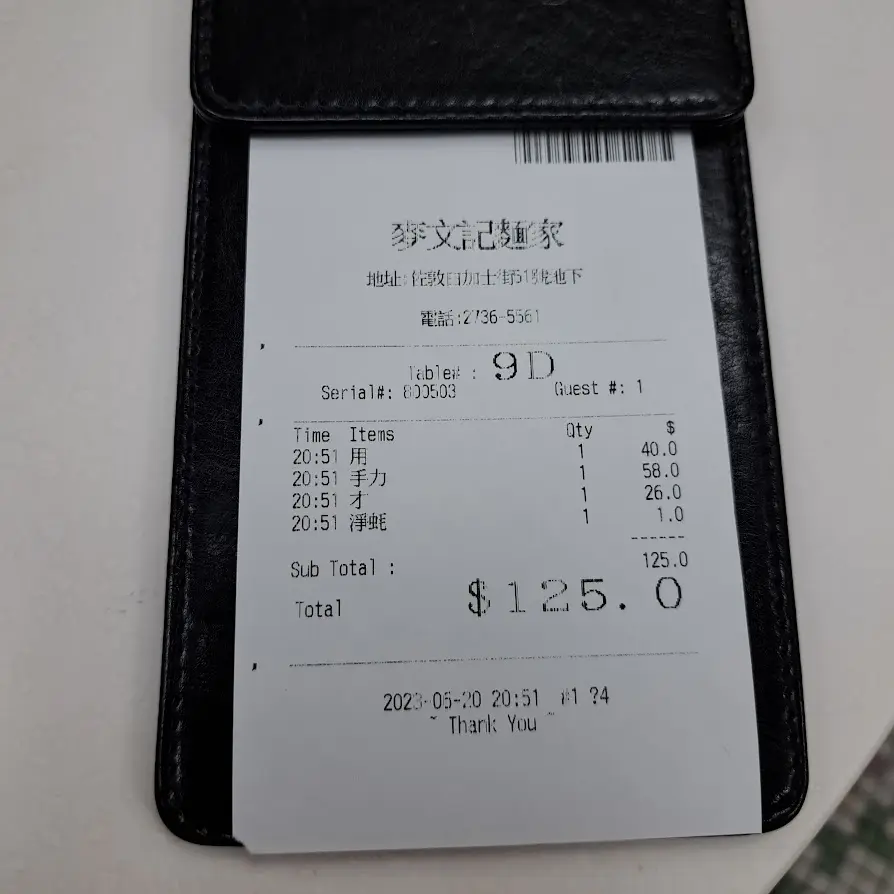 麥文記麵家
地址:佐敦白加士街51號地下
電話:2736-5561
Table# : 9D
Serial#: 800503 Guest #: 1
Time Items Qty $
20:51 用 1 40.0
20:51 手力 1 58.0
20:51 才 1 26.0
20:51 淨蚝 1 1.0
Sub Total : 125.0
Total $125.0
2023-06-20 20:51 #1 ?4
~ Thank You ~